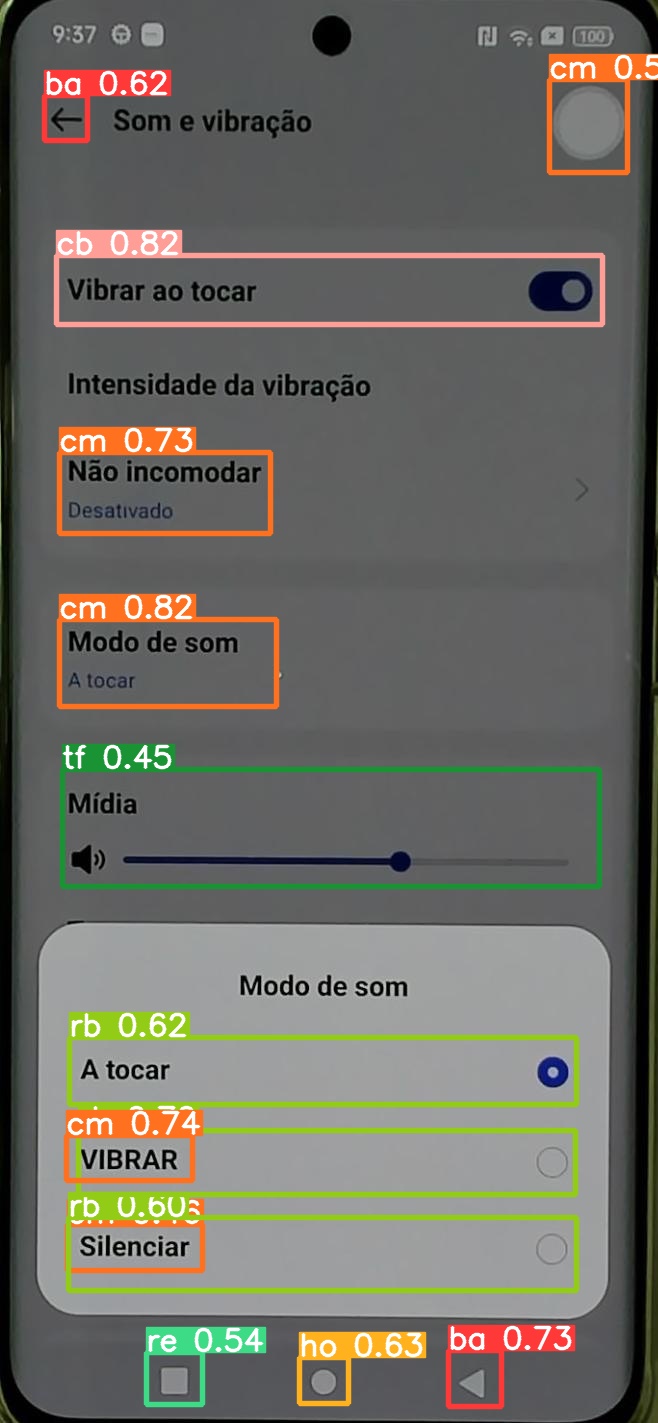 9:37
100
ba 0.62
cm 0.5
Som e vibração
cb 0.82
Vibrar ao tocar
Intensidade da vibração
cm 0.73
Não incomodar
Desativado
cm 0.82
Modo de som
A tocar
tf 0.45
Mídia
Modo de som
rb 0.62
A tocar
cm 0.74
VIBRAR
rb 0.60
Silenciar
re 0.54
ho 0.63
ba 0.73